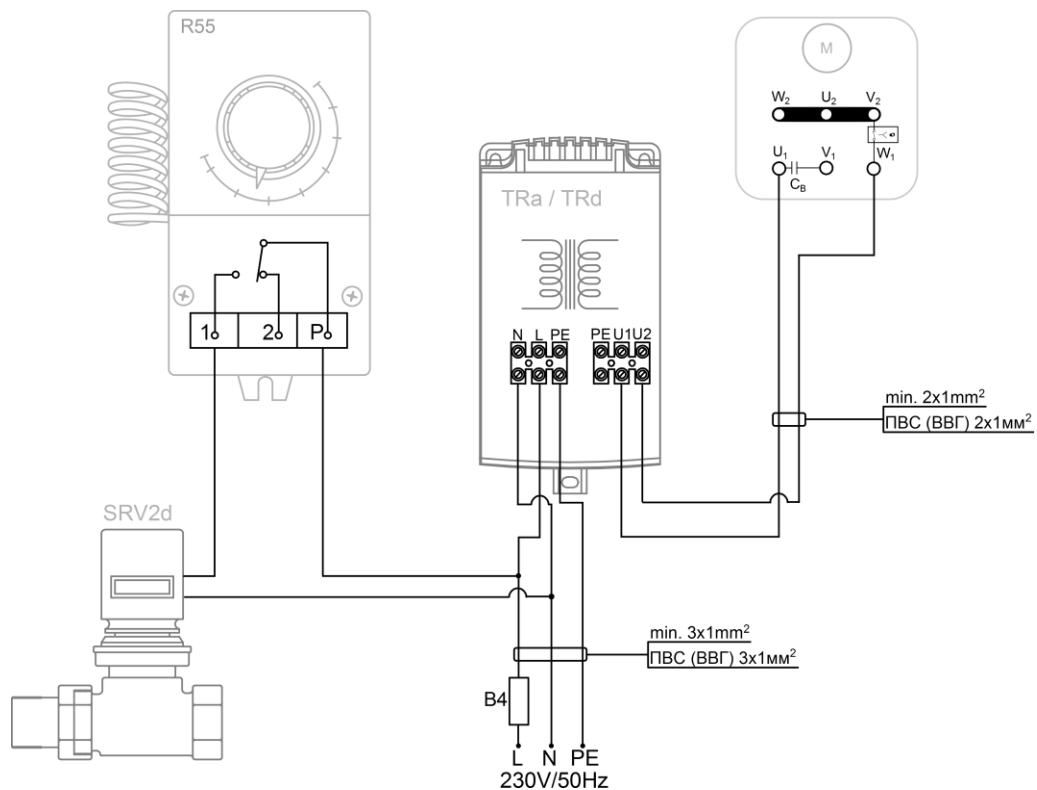 R55
1 2 P
SRV2d
TRa / TRd
N L PE PE U1 U2
M
W₂ U₂ V₂
U₁ V₁ W₁
C_B
min. 2x1mm²
ПВС (ВВГ) 2x1мм²
min. 3x1mm²
ПВС (ВВГ) 3x1мм²
B4
L N PE
230V/50Hz